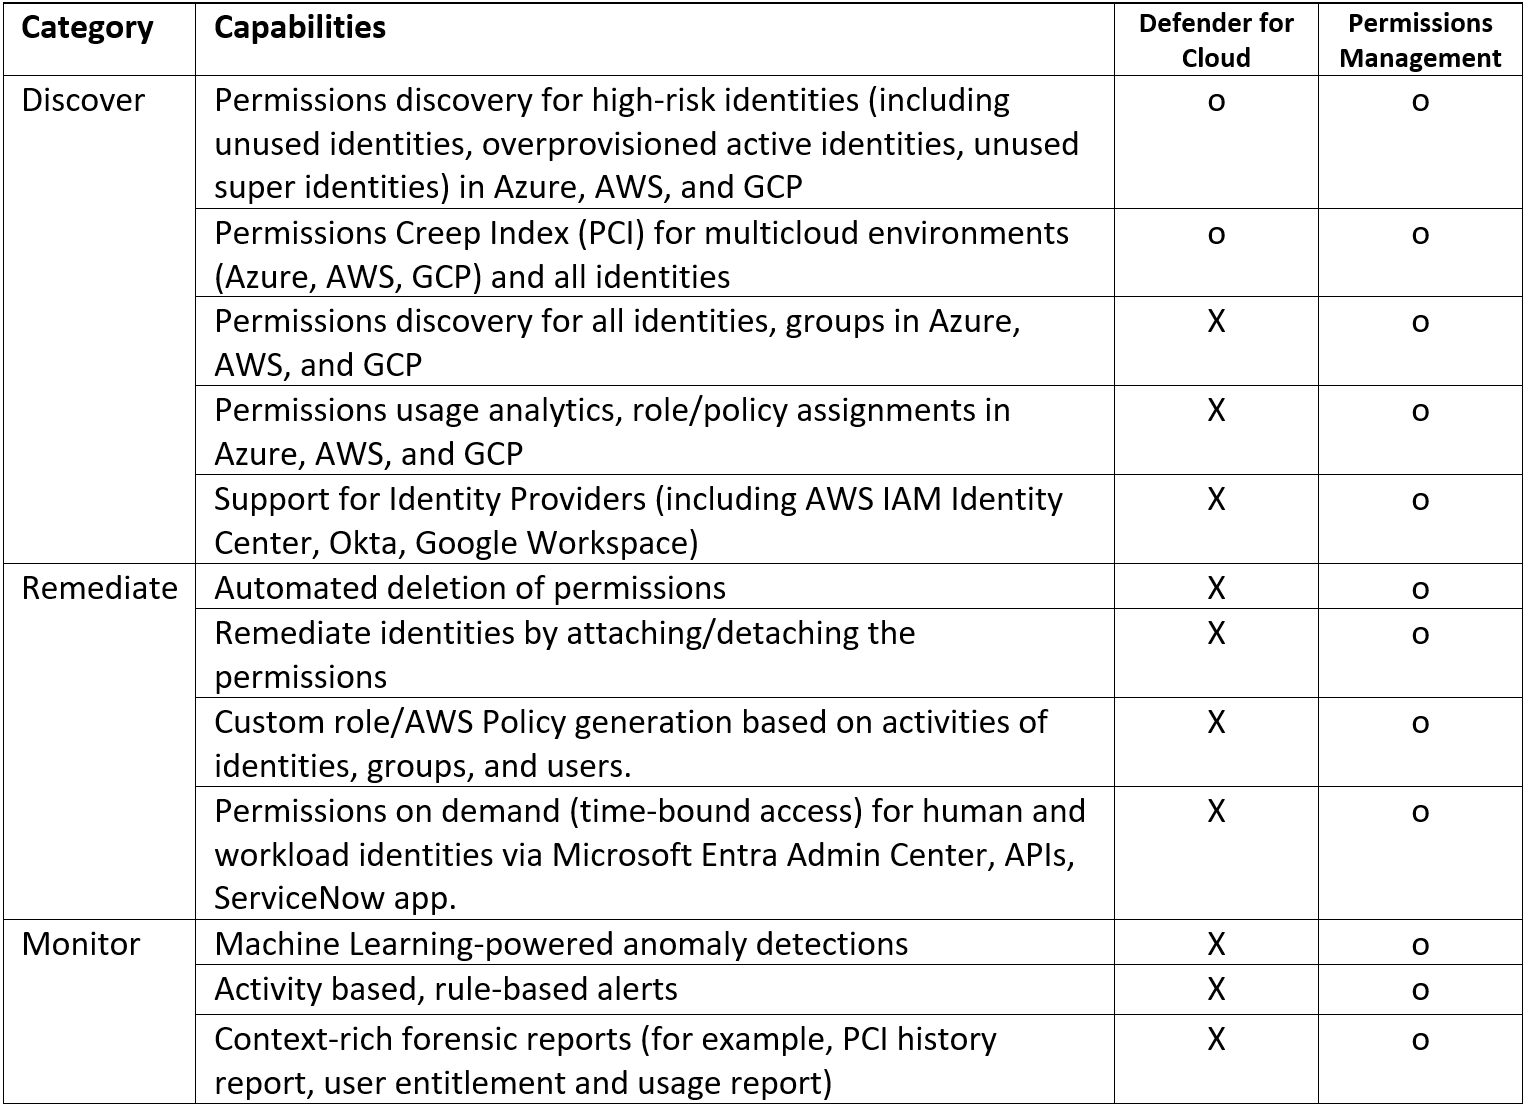 Category Capabilities Defender for Cloud Permissions Management
Discover Permissions discovery for high-risk identities (including o o
unused identities, overprovisioned active identities, unused
super identities) in Azure, AWS, and GCP
Permissions Creep Index (PCI) for multicloud environments o o
(Azure, AWS, GCP) and all identities
Permissions discovery for all identities, groups in Azure, X o
AWS, and GCP
Permissions usage analytics, role/policy assignments in X o
Azure, AWS, and GCP
Support for Identity Providers (including AWS IAM Identity X o
Center, Okta, Google Workspace)
Remediate Automated deletion of permissions X o
Remediate identities by attaching/detaching the X o
permissions
Custom role/AWS Policy generation based on activities of X o
identities, groups, and users.
Permissions on demand (time-bound access) for human and X o
workload identities via Microsoft Entra Admin Center, APIs,
ServiceNow app.
Monitor Machine Learning-powered anomaly detections X o
Activity based, rule-based alerts X o
Context-rich forensic reports (for example, PCI history X o
report, user entitlement and usage report)